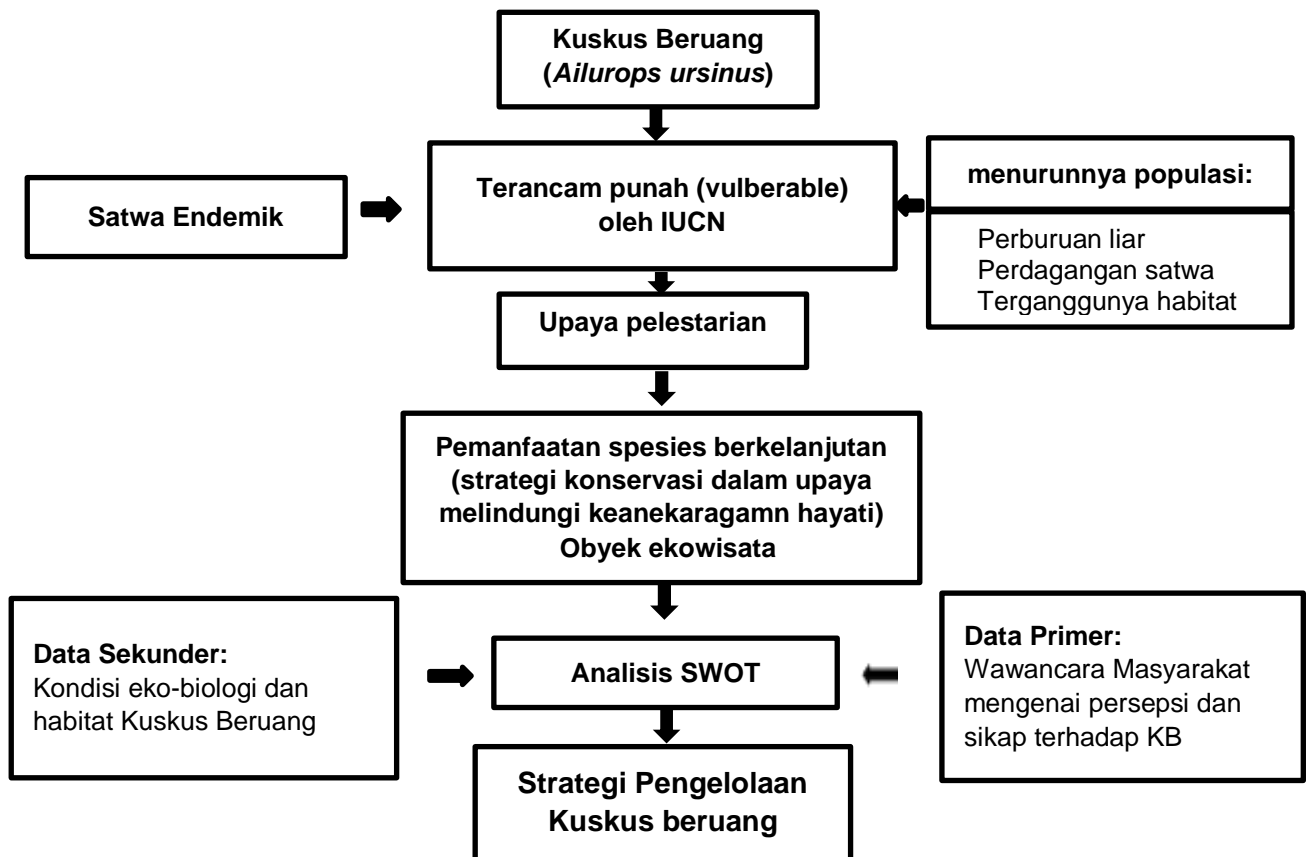 Kuskus Beruang
(Ailurops ursinus)
Satwa Endemik
Terancam punah (vulberable)
oleh IUCN
menurunnya populasi:
Perburuan liar
Perdagangan satwa
Terganggunya habitat
Upaya pelestarian
Pemanfaatan spesies berkelanjutan
(strategi konservasi dalam upaya
melindungi keanekaragamn hayati)
Obyek ekowisata
Data Sekunder:
Kondisi eko-biologi dan
habitat Kuskus Beruang
Analisis SWOT
Data Primer:
Wawancara Masyarakat
mengenai persepsi dan
sikap terhadap KB
Strategi Pengelolaan
Kuskus beruang